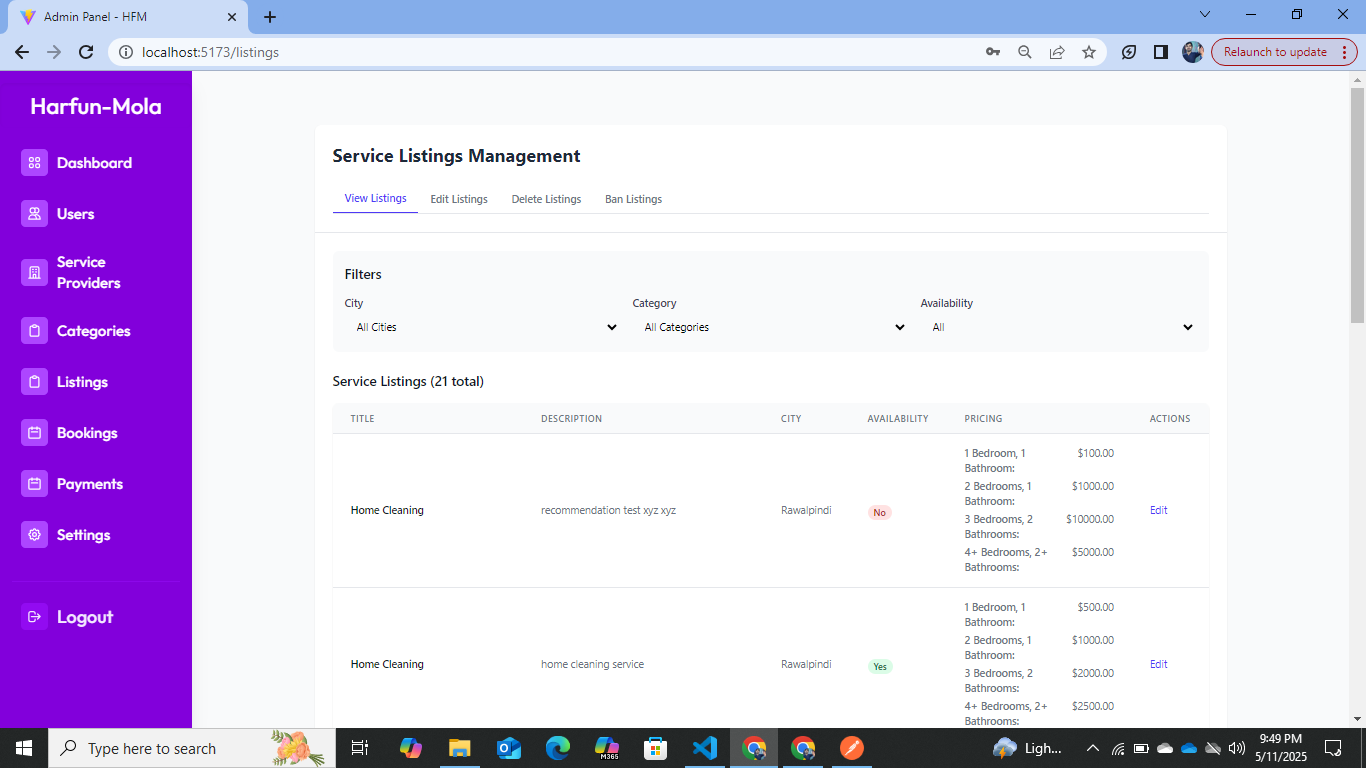 Admin Panel - HFM
localhost:5173/listings
Relaunch to update
Harfun-Mola
Dashboard
Users
Service
Providers
Categories
Listings
Bookings
Payments
Settings
Logout
Service Listings Management
View Listings Edit Listings Delete Listings Ban Listings
Filters
City Category Availability
All Cities All Categories All
Service Listings (21 total)
TITLE DESCRIPTION CITY AVAILABILITY PRICING ACTIONS
1 Bedroom, 1 $100.00
Bathroom:
2 Bedrooms, 1 $1000.00
Bathroom:
Home Cleaning recommendation test xyz xyz Rawalpindi No Edit
3 Bedrooms, 2 $10000.00
Bathrooms:
4+ Bedrooms, 2+ $5000.00
Bathrooms:
1 Bedroom, 1 $500.00
Bathroom:
2 Bedrooms, 1 $1000.00
Bathroom:
Home Cleaning home cleaning service Rawalpindi Yes Edit
3 Bedrooms, 2 $2000.00
Bathrooms:
4+ Bedrooms, 2+ $2500.00
Bathrooms:
Type here to search
M365
Ligh...
9:49 PM
5/11/2025